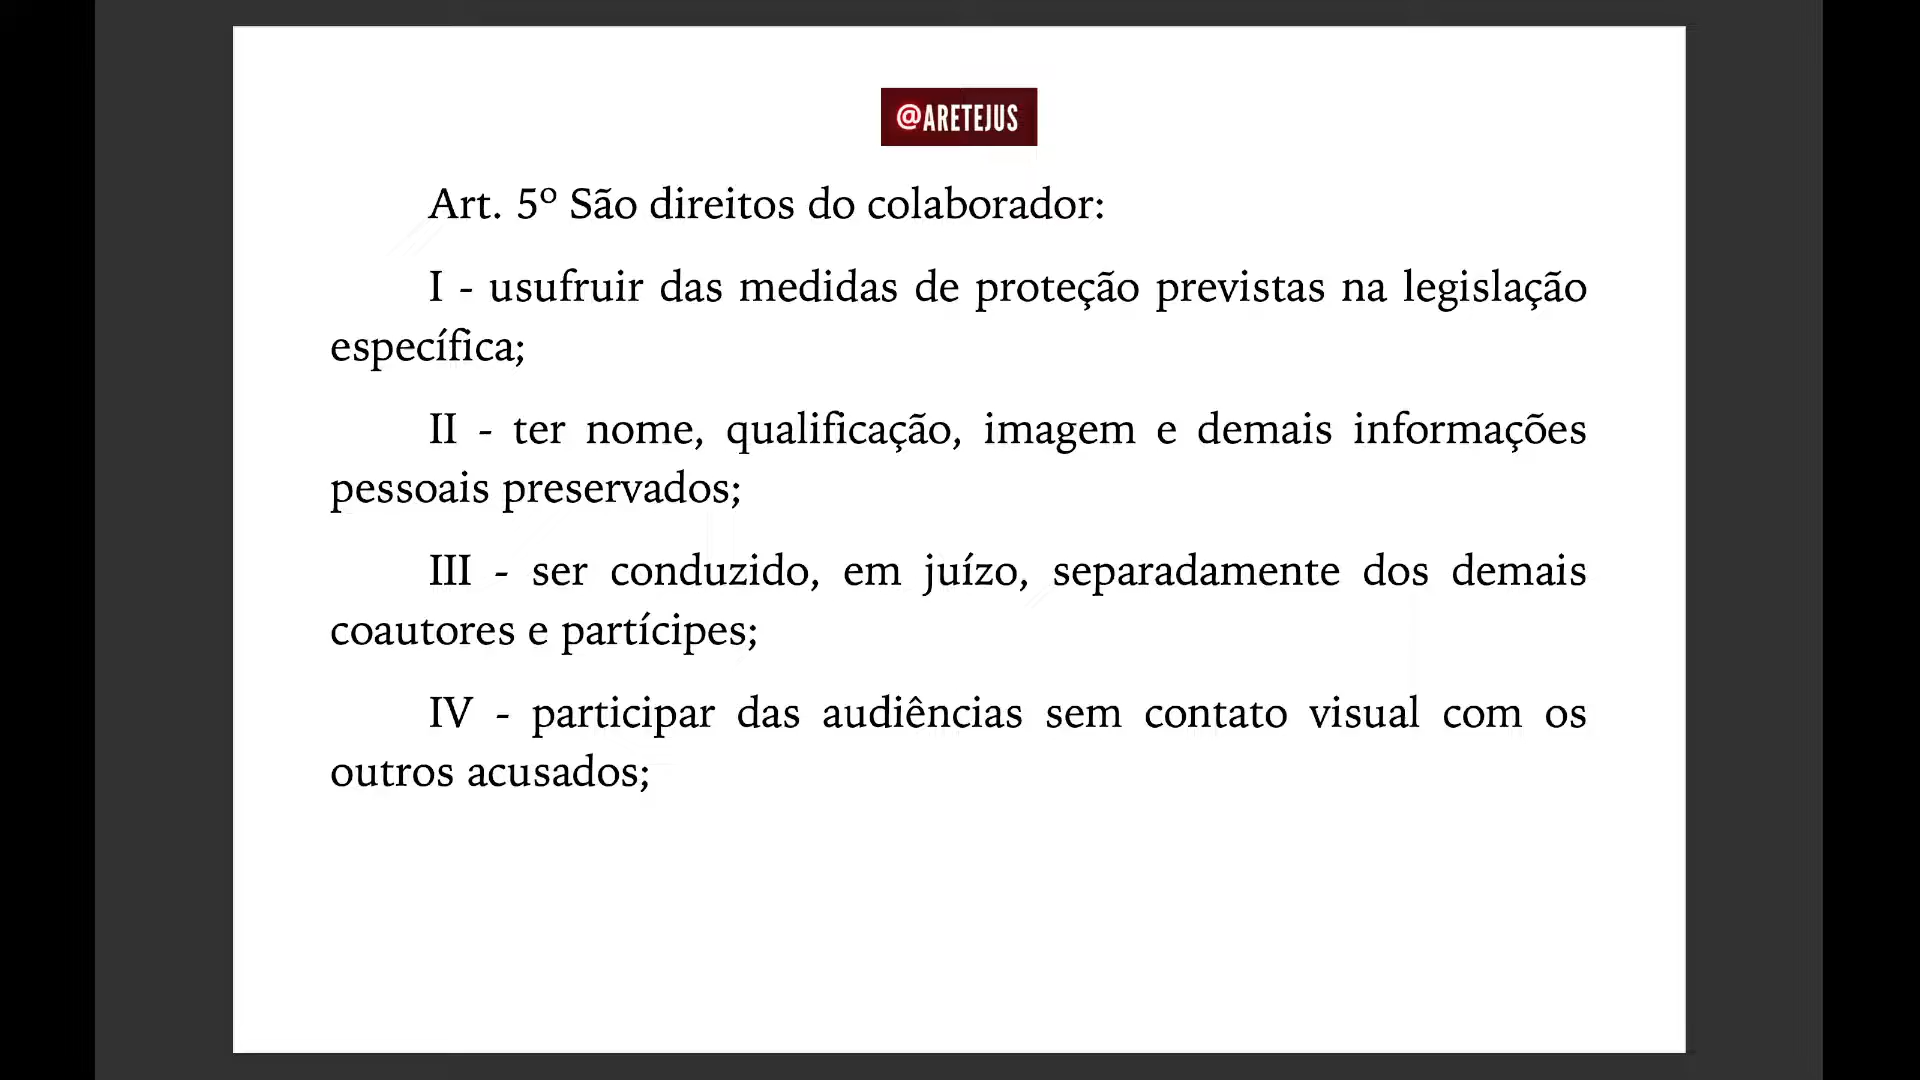 @ARETEJUS
Art. 5º São direitos do colaborador:
I - usufruir das medidas de proteção previstas na legislação
específica;
II - ter nome, qualificação, imagem e demais informações
pessoais preservados;
III - ser conduzido, em juízo, separadamente dos demais
coautores e partícipes;
IV - participar das audiências sem contato visual com os
outros acusados;